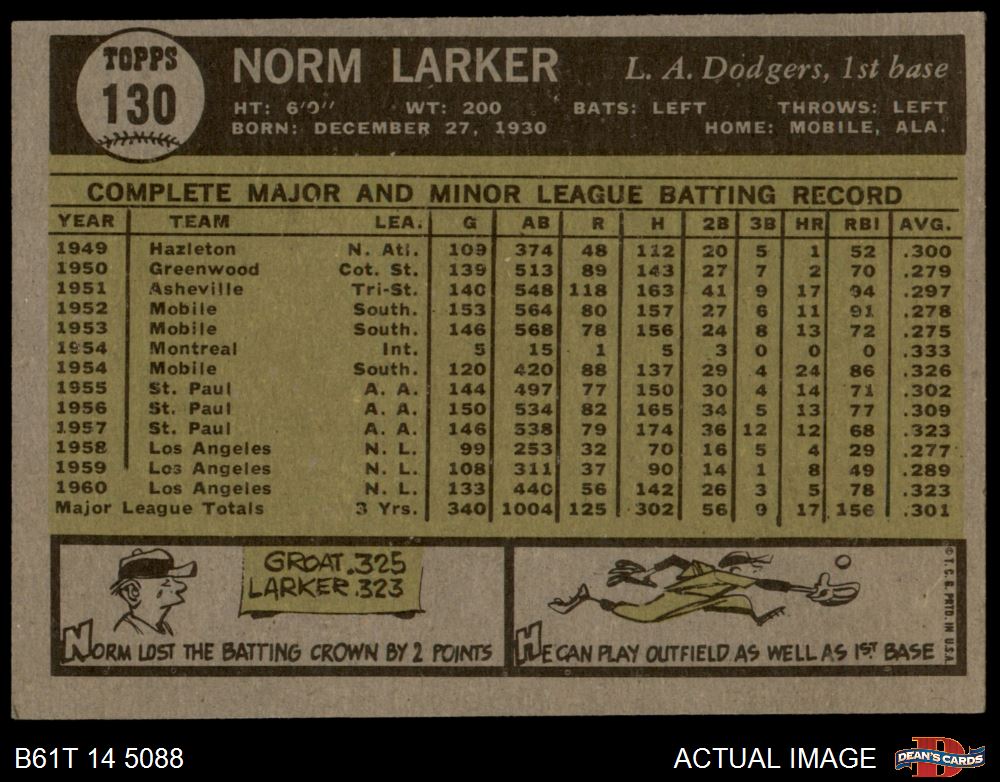 TOPPS
130
NORM LARKER
L. A. Dodgers, 1st base
HT: 6'0" WT: 200 BATS: LEFT THROWS: LEFT
BORN: DECEMBER 27, 1930 HOME: MOBILE, ALA.
COMPLETE MAJOR AND MINOR LEAGUE BATTING RECORD
YEAR TEAM LEA. G AB R H 2B 3B HR RBI AVG.
1949 Hazleton N. Atl. 109 374 48 112 20 5 1 52 .300
1950 Greenwood Cot. St. 139 513 89 143 27 7 2 70 .279
1951 Asheville Tri-St. 140 548 118 163 41 9 17 94 .297
1952 Mobile South. 153 564 80 157 27 6 11 91 .278
1953 Mobile South. 146 568 78 156 24 8 13 72 .275
1954 Montreal Int. 5 15 1 5 3 0 0 0 .333
1954 Mobile South. 120 420 88 137 29 4 24 86 .326
1955 St. Paul A. A. 144 497 77 150 30 4 14 71 .302
1956 St. Paul A. A. 150 534 82 165 34 5 13 77 .309
1957 St. Paul A. A. 146 538 79 174 36 12 12 68 .323
1958 Los Angeles N. L. 99 253 32 70 16 5 4 29 .277
1959 Los Angeles N. L. 108 311 37 90 14 1 8 49 .289
1960 Los Angeles N. L. 133 440 56 142 26 3 5 78 .323
Major League Totals 3 Yrs. 340 1004 125 302 56 9 17 156 .301
GROAT .325
LARKER .323
NORM LOST THE BATTING CROWN BY 2 POINTS
HE CAN PLAY OUTFIELD AS WELL AS 1ST BASE
© T. C. G. PRTD. IN U.S.A.
B61T 14 5088
ACTUAL IMAGE
D
DEAN'S CARDS